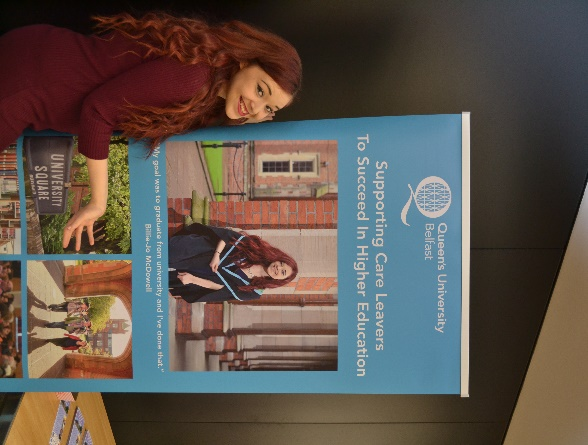 Queen's University
Belfast
Supporting Care Leavers
To Succeed In Higher Education
"My goal was to graduate from university and I've done that."
Billie-Jo McDowell
UNIVERSITY
SQUARE